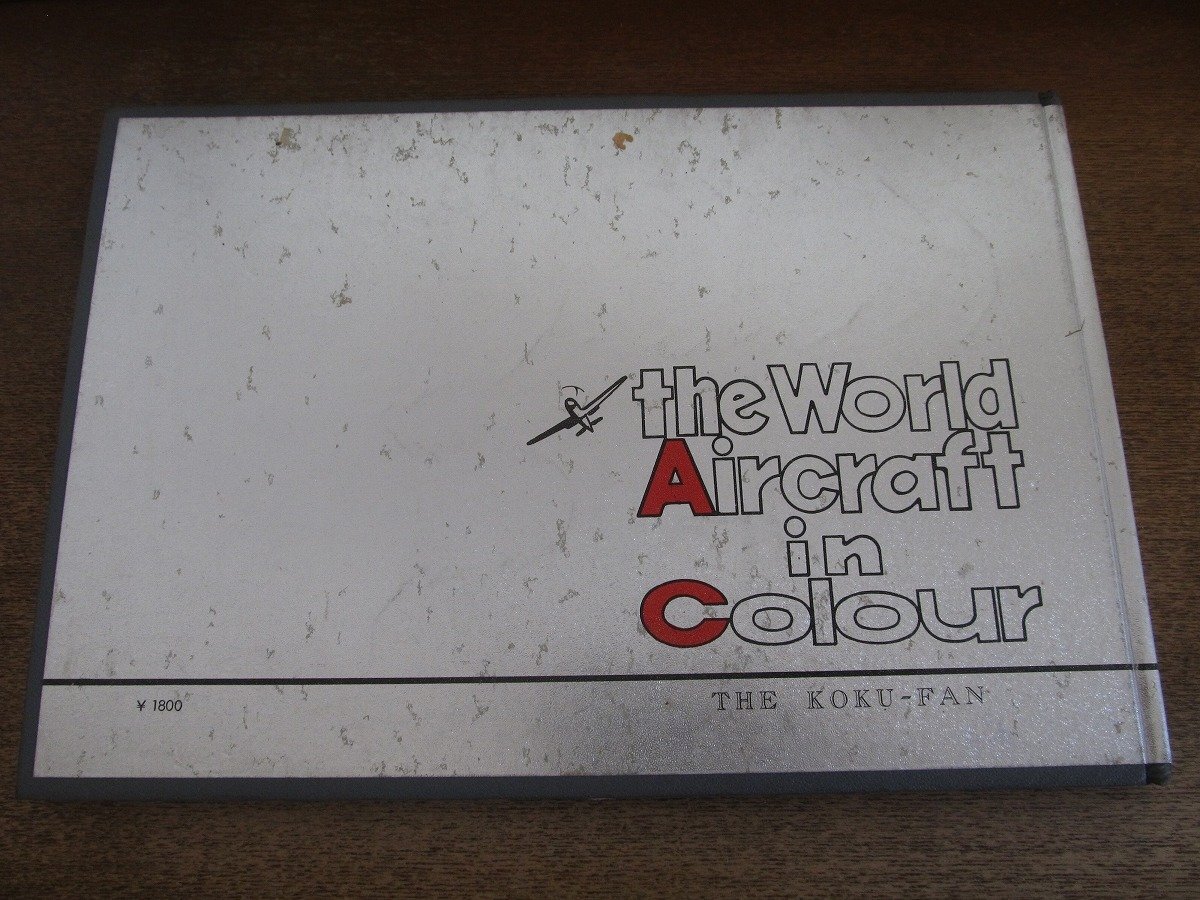 the World
Aircraft
in
Colour
¥ 1800
THE KOKU-FAN